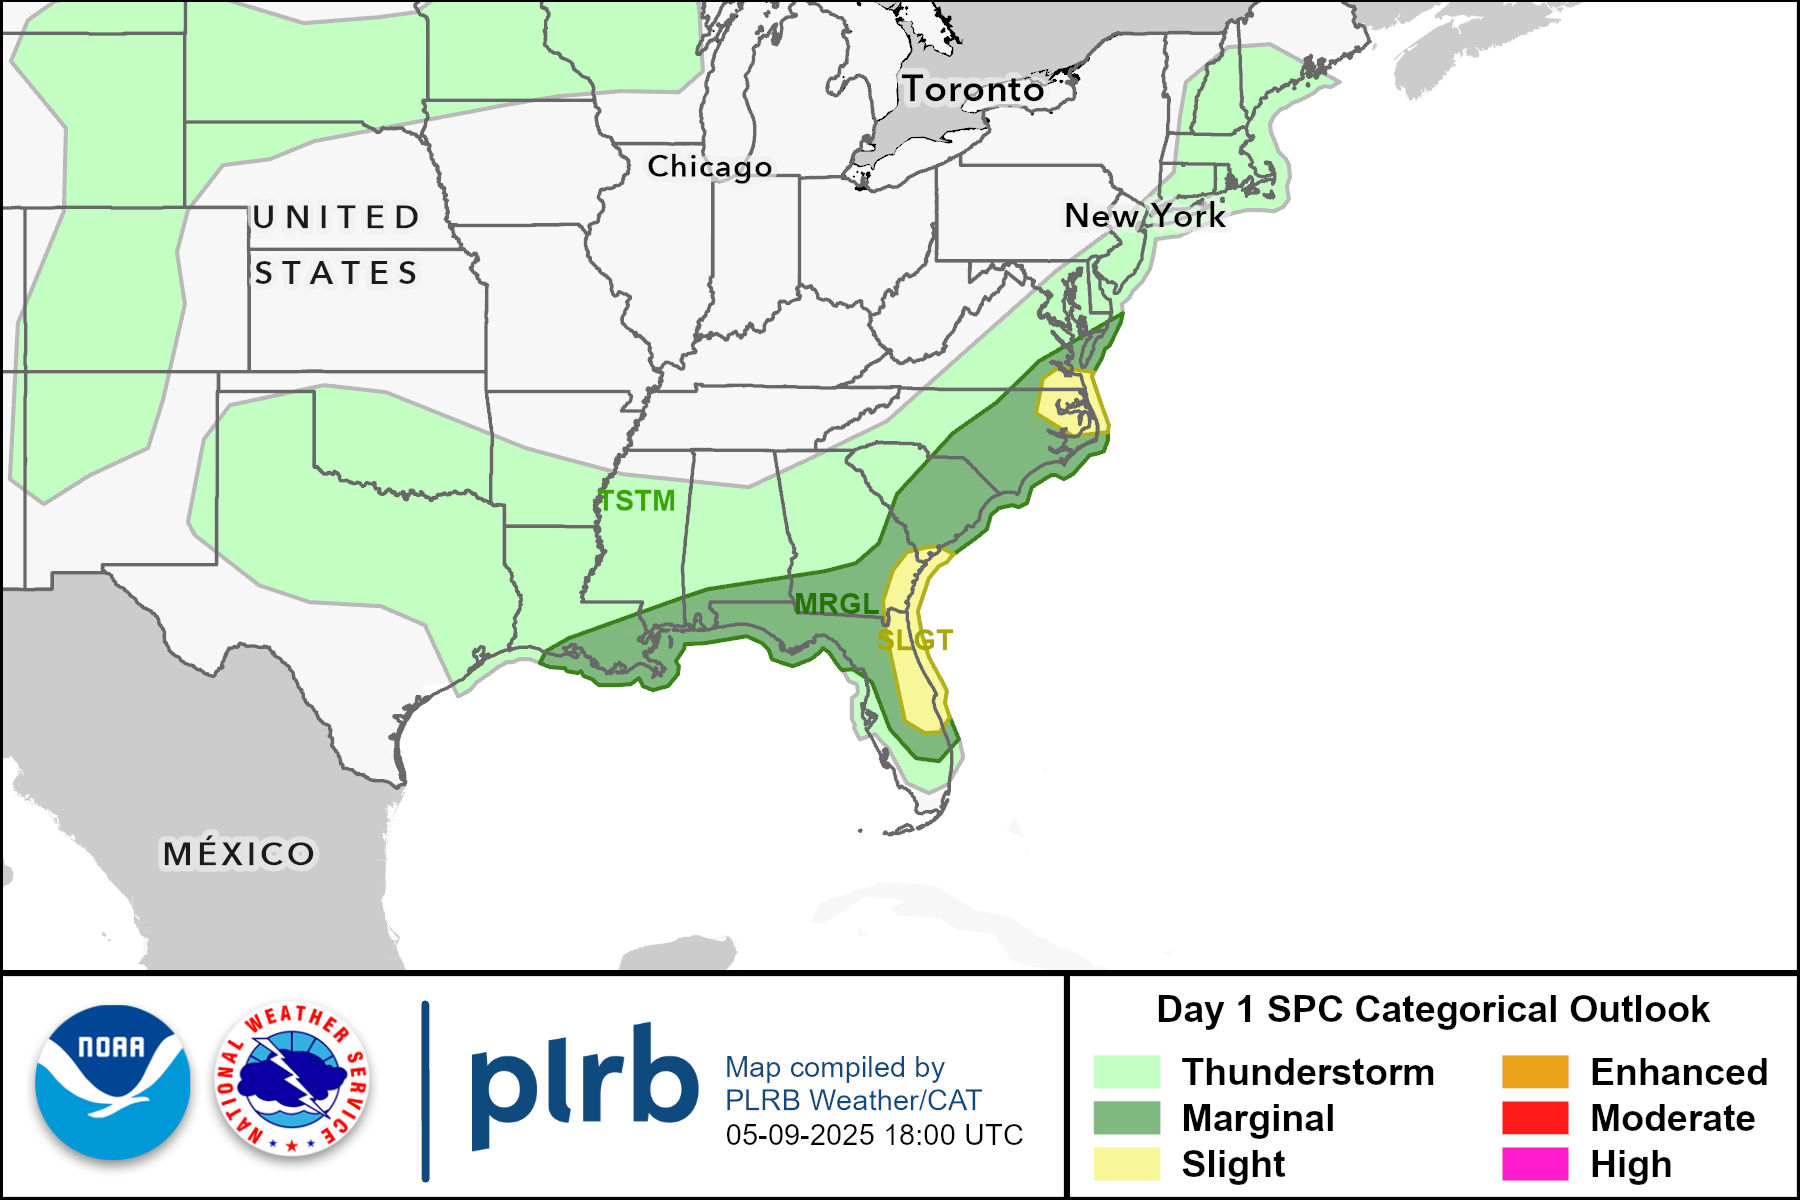 Toronto
Chicago
New York
UNITED
STATES
TSTM
MRGL
SLGT
MÉXICO
NOAA
NATIONAL WEATHER SERVICE
plrb
Map compiled by
PLRB Weather/CAT
05-09-2025 18:00 UTC
Day 1 SPC Categorical Outlook
Thunderstorm
Marginal
Slight
Enhanced
Moderate
High